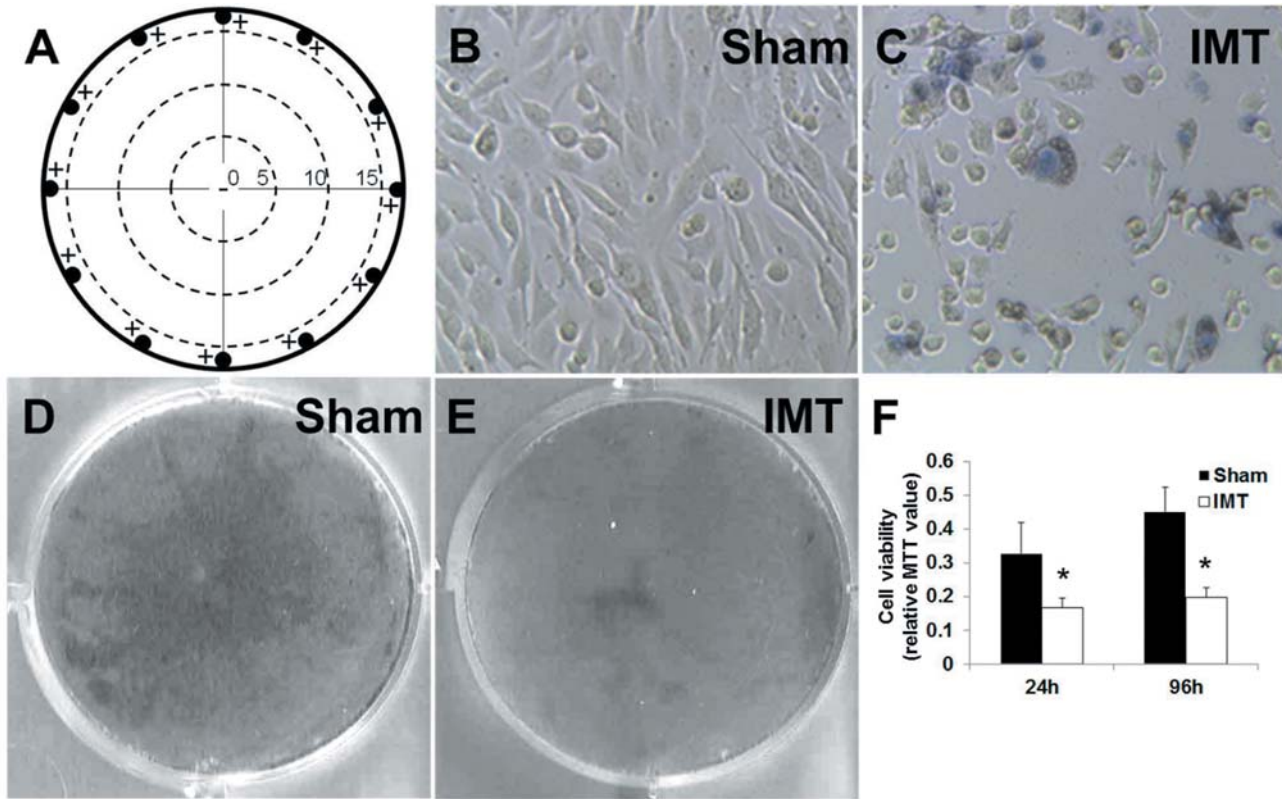 A
0 5 10 15
B
Sham
C
IMT
D
Sham
E
IMT
F
Cell viability
(relative MTT value)
0.6
0.5
0.4
0.3
0.2
0.1
0
Sham
IMT
*
*
24h
96h